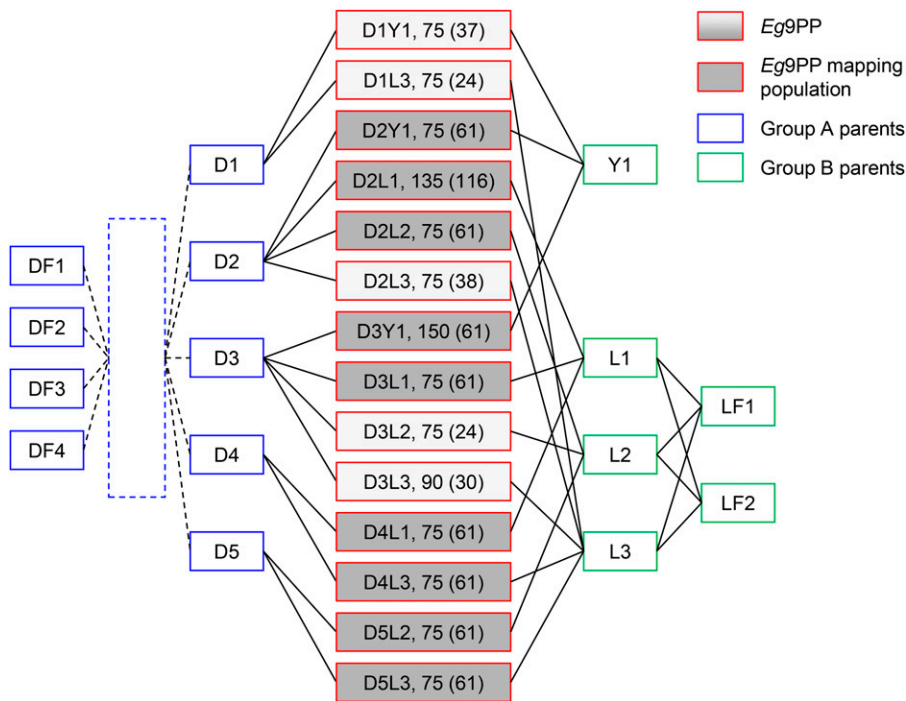 DF1
DF2
DF3
DF4
D1
D2
D3
D4
D5
D1Y1, 75 (37)
D1L3, 75 (24)
D2Y1, 75 (61)
D2L1, 135 (116)
D2L2, 75 (61)
D2L3, 75 (38)
D3Y1, 150 (61)
D3L1, 75 (61)
D3L2, 75 (24)
D3L3, 90 (30)
D4L1, 75 (61)
D4L3, 75 (61)
D5L2, 75 (61)
D5L3, 75 (61)
Y1
L1
L2
L3
LF1
LF2
Eg9PP
Eg9PP mapping
population
Group A parents
Group B parents